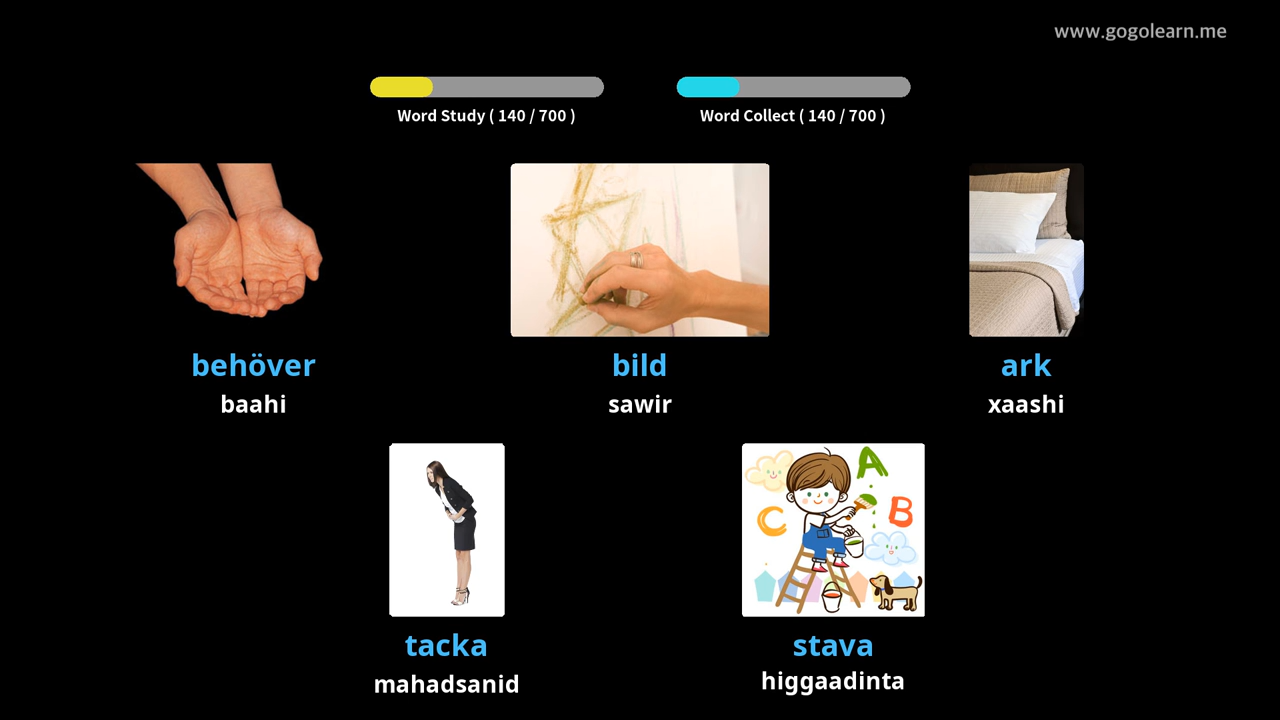 www.gogolearn.me
Word Study ( 140 / 700 )
Word Collect ( 140 / 700 )
behöver
baahi
bild
sawir
ark
xaashi
tacka
mahadsanid
A
B
C
stava
higgaadinta